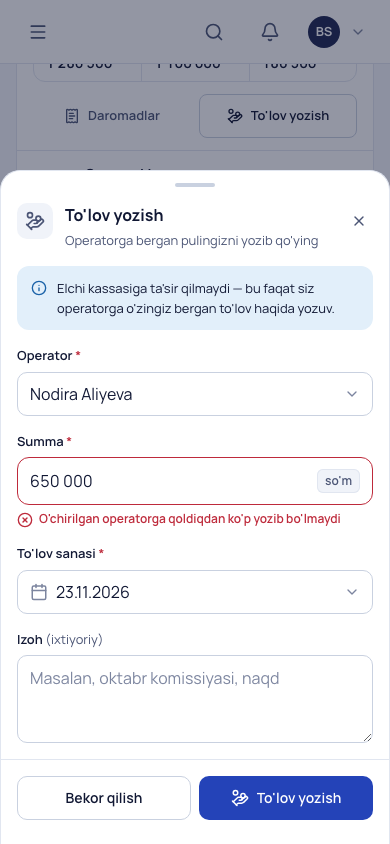 BS
Daromadlar
To'lov yozish
To'lov yozish
Operatorga bergan pulingizni yozib qo'ying
Elchi kassasiga ta'sir qilmaydi — bu faqat siz
operatorga o'zingiz bergan to'lov haqida yozuv.
Operator *
Nodira Aliyeva
Summa *
650 000
so'm
O'chirilgan operatorga qoldiqdan ko'p yozib bo'lmaydi
To'lov sanasi *
23.11.2026
Izoh (ixtiyoriy)
Masalan, oktabr komissiyasi, naqd
Bekor qilish
To'lov yozish